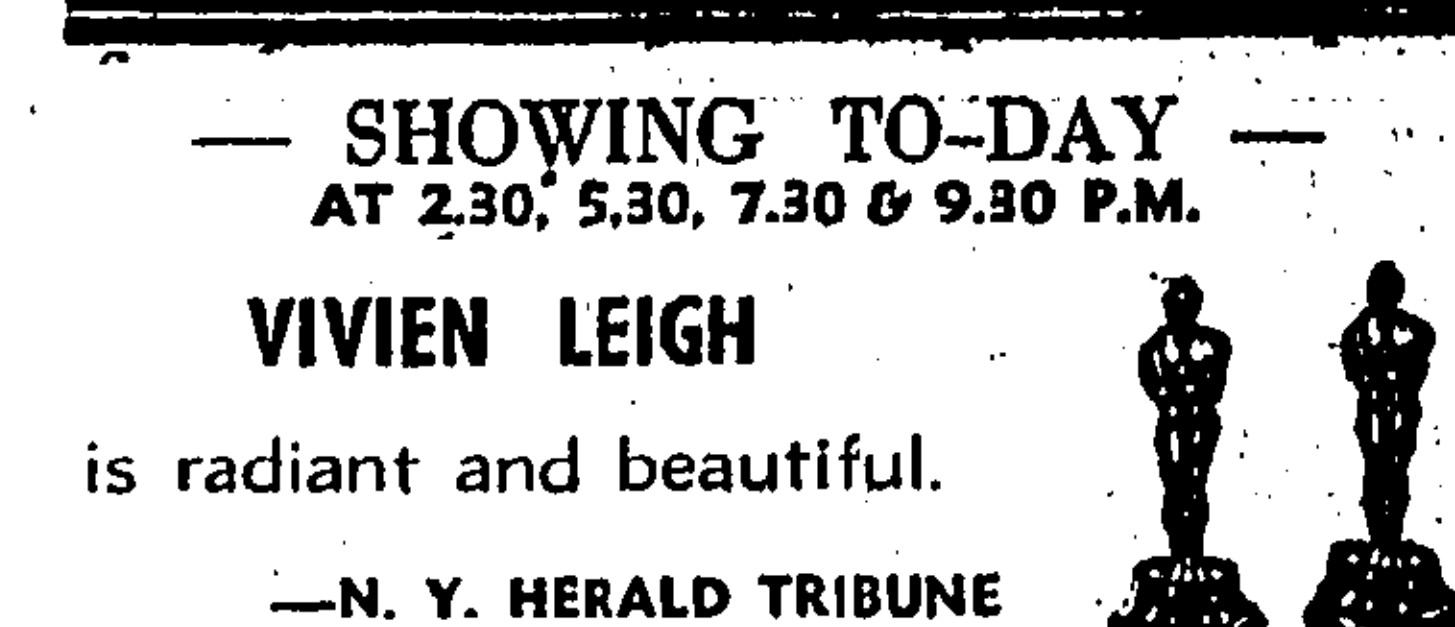 — SHOWING TO-DAY —
AT 2.30, 5.30, 7.30 & 9.30 P.M.
VIVIEN LEIGH
is radiant and beautiful.
—N. Y. HERALD TRIBUNE